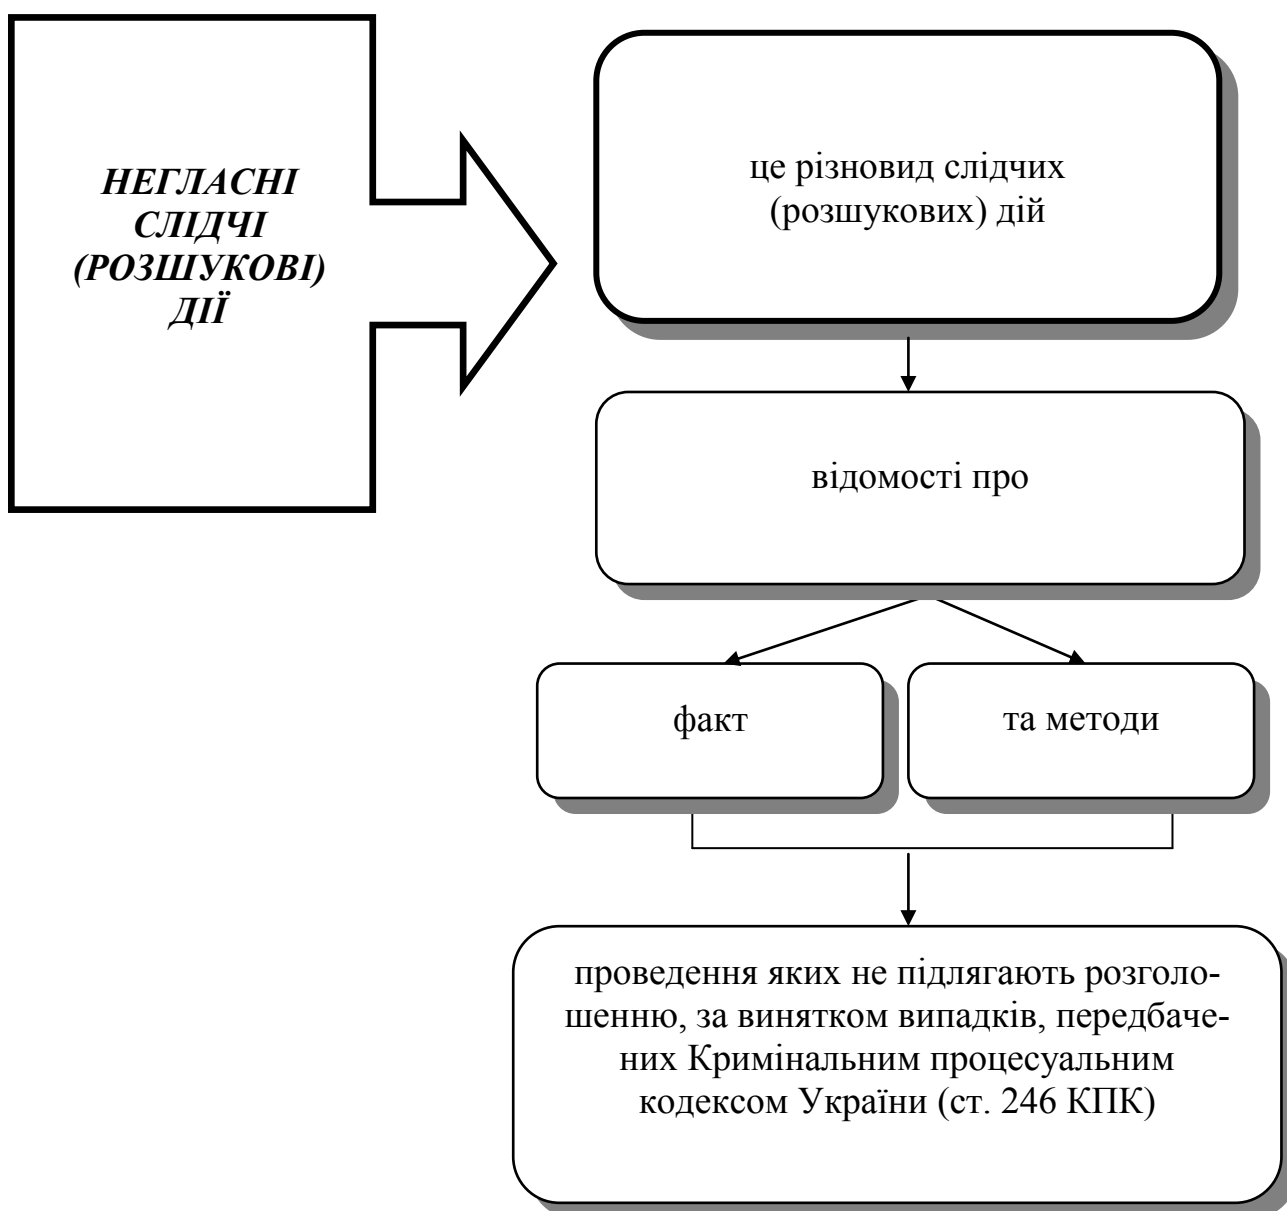 НЕГЛАСНІ
СЛІДЧІ
(РОЗШУКОВІ)
ДІЇ
це різновид слідчих
(розшукових) дій
відомості про
факт
та методи
проведення яких не підлягають розголо-
шенню, за винятком випадків, передбаче-
них Кримінальним процесуальним
кодексом України (ст. 246 КПК)